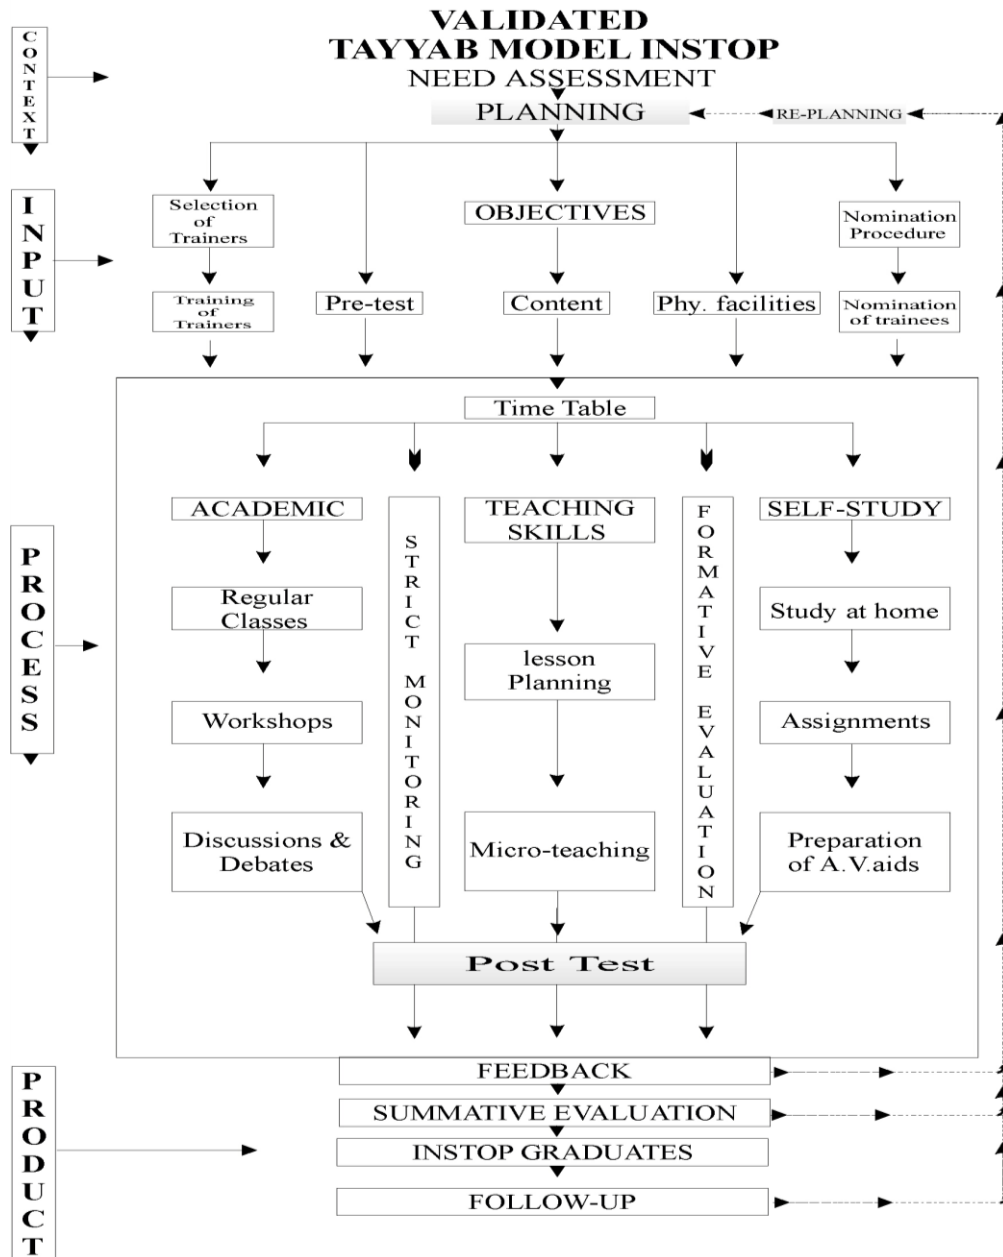 VALIDATED
TAYYAB MODEL INSTOP
NEED ASSESSMENT
CONTEXT
PLANNING
RE-PLANNING
INPUT
Selection
of
Trainers
OBJECTIVES
Nomination
Procedure
Training
of
Trainers
Pre-test
Content
Phy. facilities
Nomination
of trainees
Time Table
PROCESS
ACADEMIC
STRICT MONITORING
TEACHING
SKILLS
FORMATIVE EVALUATION
SELF-STUDY
Regular
Classes
Study at home
lesson
Planning
Workshops
Assignments
Discussions &
Debates
Micro-teaching
Preparation
of A.V.aids
Post Test
PRODUCT
FEEDBACK
SUMMATIVE EVALUATION
INSTOP GRADUATES
FOLLOW-UP